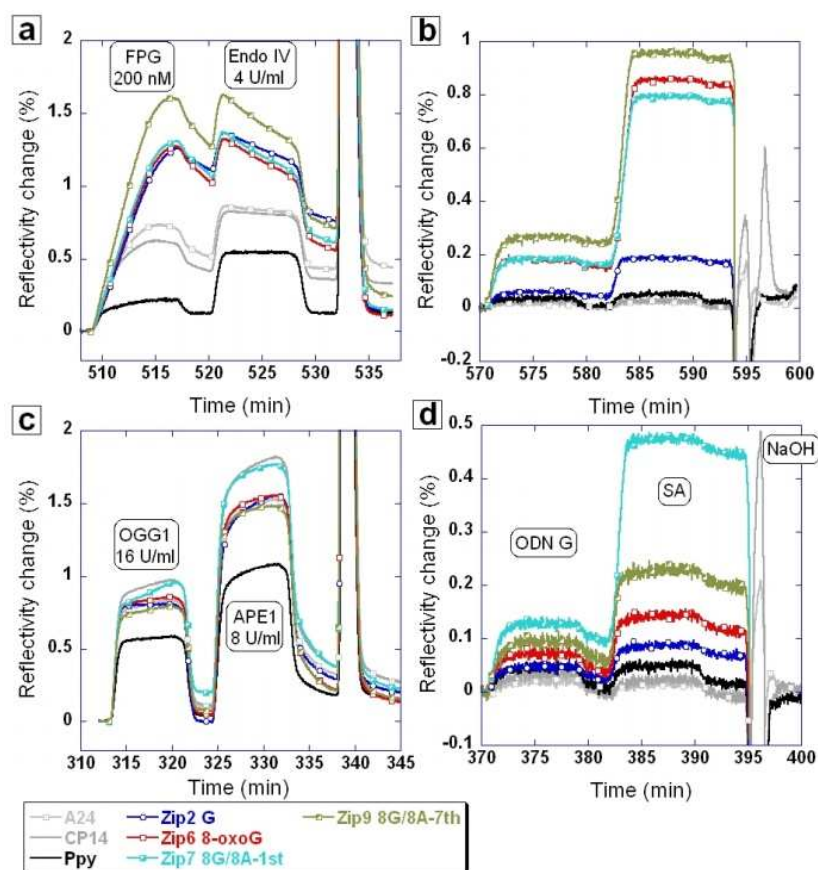 a
b
2
1.5
1
0.5
0
Reflectivity change (%)
FPG
200 nM
Endo IV
4 U/ml
510 515 520 525 530 535
Time (min)
1
0.8
0.6
0.4
0.2
0
-0.2
Reflectivity change (%)
570 575 580 585 590 595 600
Time (min)
c
d
2
1.5
1
0.5
0
Reflectivity change (%)
OGG1
16 U/ml
APE1
8 U/ml
310 315 320 325 330 335 340 345
Time (min)
0.5
0.4
0.3
0.2
0.1
0
-0.1
Reflectivity change (%)
ODN G
SA
NaOH
370 375 380 385 390 395 400
Time (min)
A24
CP14
Ppy
Zip2 G
Zip6 8-oxoG
Zip7 8G/8A-1st
Zip9 8G/8A-7th